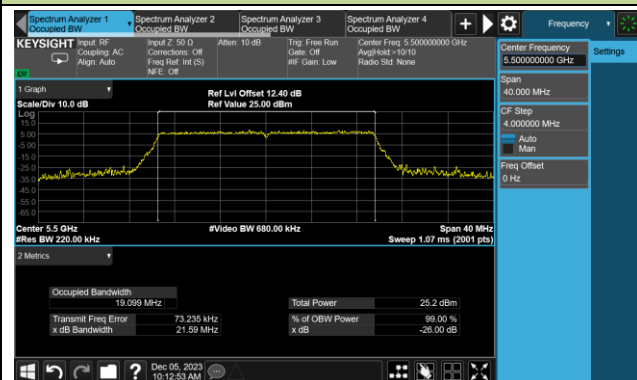 Spectrum Analyzer 1
Occupied BW
Spectrum Analyzer 2
Occupied BW
Spectrum Analyzer 3
Occupied BW
Spectrum Analyzer 4
Occupied BW
Frequency
KEYSIGHT
Input: RF
Coupling: AC
Align: Auto
Input Z: 50 Ω
Corrections: Off
Freq Ref: Int (S)
NFE: Off
Atten: 10 dB
Trig: Free Run
Gate: Off
#IF Gain: Low
Center Freq: 5.500000000 GHz
Avg|Hold:>10/10
Radio Std: None
Center Frequency
5.500000000 GHz
Settings
Span
40.000 MHz
CF Step
4.000000 MHz
Auto
Man
Freq Offset
0 Hz
1 Graph
Scale/Div 10.0 dB
Ref Lvl Offset 12.40 dB
Ref Value 25.00 dBm
Log
15.0
5.00
-5.00
-15.0
-25.0
-35.0
-45.0
-55.0
-65.0
Center 5.5 GHz
#Res BW 220.00 kHz
#Video BW 680.00 kHz
Span 40 MHz
Sweep 1.07 ms (2001 pts)
2 Metrics
Occupied Bandwidth
19.099 MHz
Total Power 25.2 dBm
Transmit Freq Error 73.235 kHz
% of OBW Power 99.00 %
x dB Bandwidth 21.59 MHz
x dB -26.00 dB
?
Dec 05, 2023
10:12:53 AM